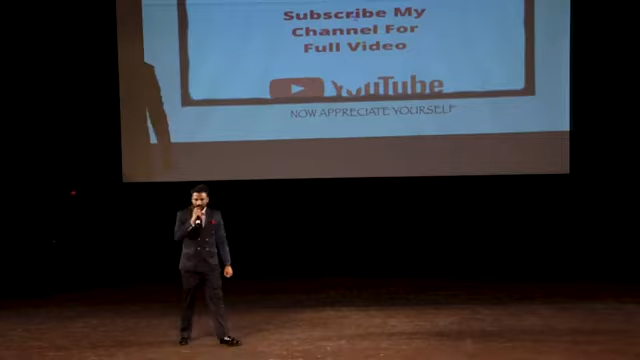 Subscribe My
Channel For
Full Video
YouTube
NOW APPRECIATE YOURSELF